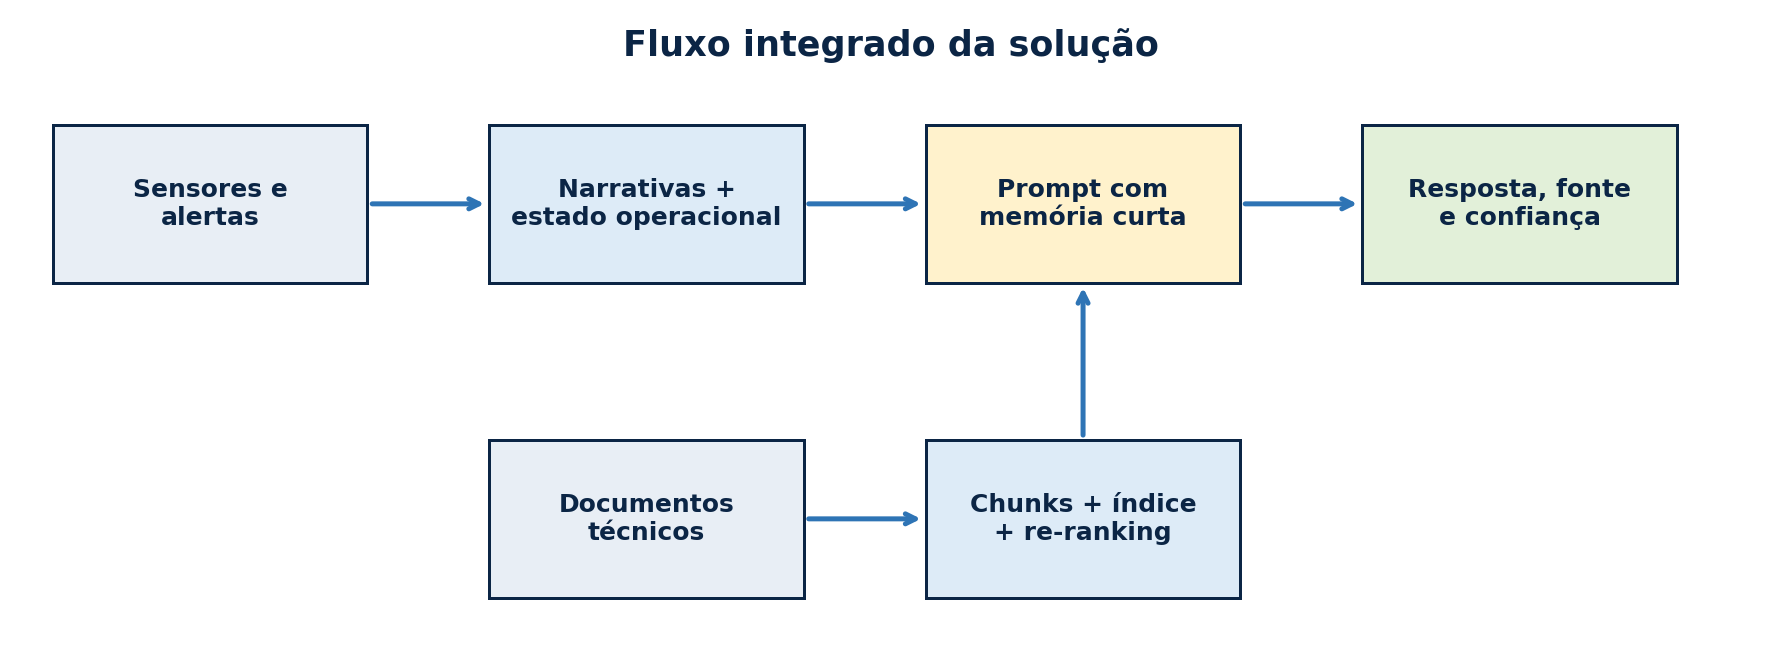 Fluxo integrado da solução
Sensores e
alertas
Narrativas +
estado operacional
Prompt com
memória curta
Resposta, fonte
e confiança
Documentos
técnicos
Chunks + índice
+ re-ranking